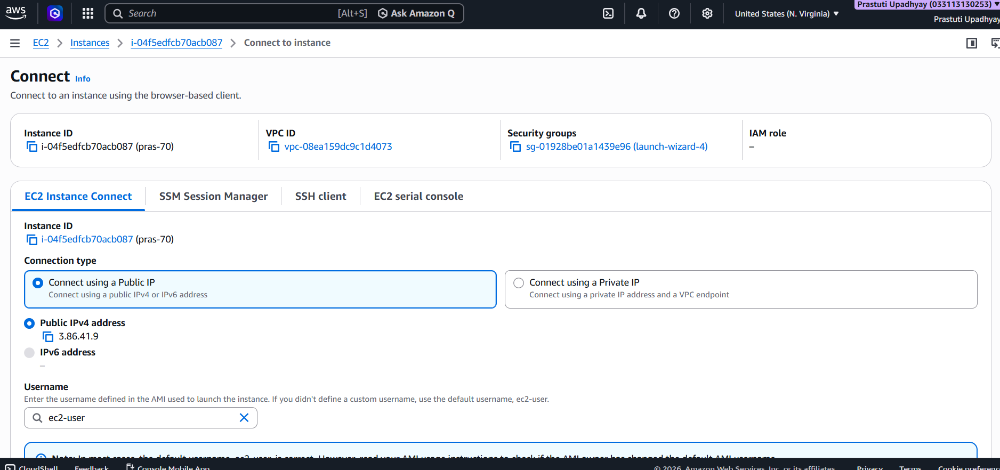 aws
Search [Alt+S] Ask Amazon Q
United States (N. Virginia)
Prastuti Upadhyay (033113130253)
Prastuti Upadhyay
EC2 Instances i-04f5edfcb70acb087 Connect to instance
Connect Info
Connect to an instance using the browser-based client.
Instance ID
i-04f5edfcb70acb087 (pras-70)
VPC ID
vpc-08ea159dc9c1d4073
Security groups
sg-01928be01a1439e96 (launch-wizard-4)
IAM role
–
EC2 Instance Connect SSM Session Manager SSH client EC2 serial console
Instance ID
i-04f5edfcb70acb087 (pras-70)
Connection type
Connect using a Public IP
Connect using a public IPv4 or IPv6 address
Connect using a Private IP
Connect using a private IP address and a VPC endpoint
Public IPv4 address
3.86.41.9
IPv6 address
–
Username
Enter the username defined in the AMI used to launch the instance. If you didn't define a custom username, use the default username, ec2-user.
ec2-user
Note: In most cases, the default username, ec2-user, is correct. However, read your AMI usage instructions to check if the AMI owner has changed the default AMI username.
CloudShell Feedback Console Mobile App © 2026, Amazon Web Services, Inc. or its affiliates. Privacy Terms Cookie preferenc